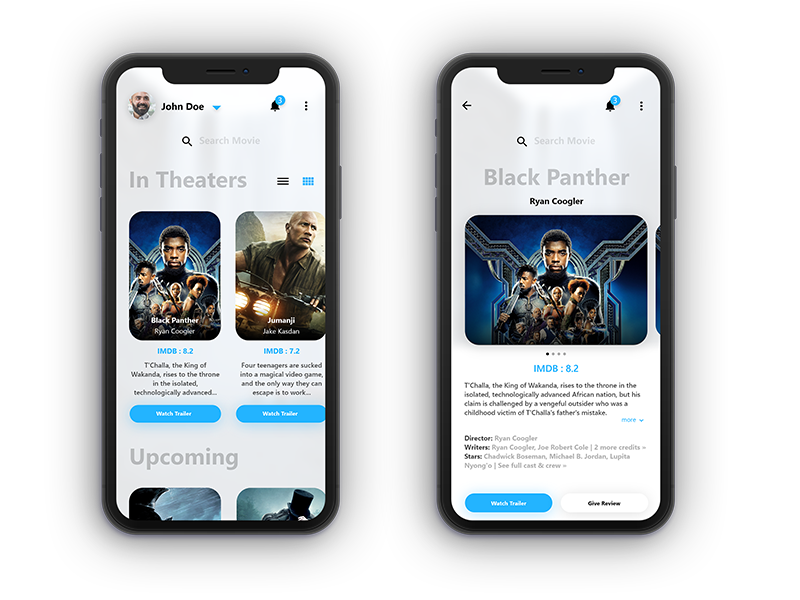 John Doe
3
Search Movie
In Theaters
Black Panther
Ryan Coogler
IMDB : 8.2
T'Challa, the King of
Wakanda, rises to the throne
in the isolated,
technologically advanced...
Watch Trailer
Jumanji
Jake Kasdan
IMDB : 7.2
Four teenagers are sucked
into a magical video game,
and the only way they can
escape is to work...
Watch Trailer
Upcoming
3
Search Movie
Black Panther
Ryan Coogler
IMDB : 8.2
T'Challa, the King of Wakanda, rises to the throne in the
isolated, technologically advanced African nation, but his
claim is challenged by a vengeful outsider who was a
childhood victim of T'Challa's father's mistake.
more
Director: Ryan Coogler
Writers: Ryan Coogler, Joe Robert Cole | 2 more credits »
Stars: Chadwick Boseman, Michael B. Jordan, Lupita
Nyong'o | See full cast & crew »
Watch Trailer
Give Review